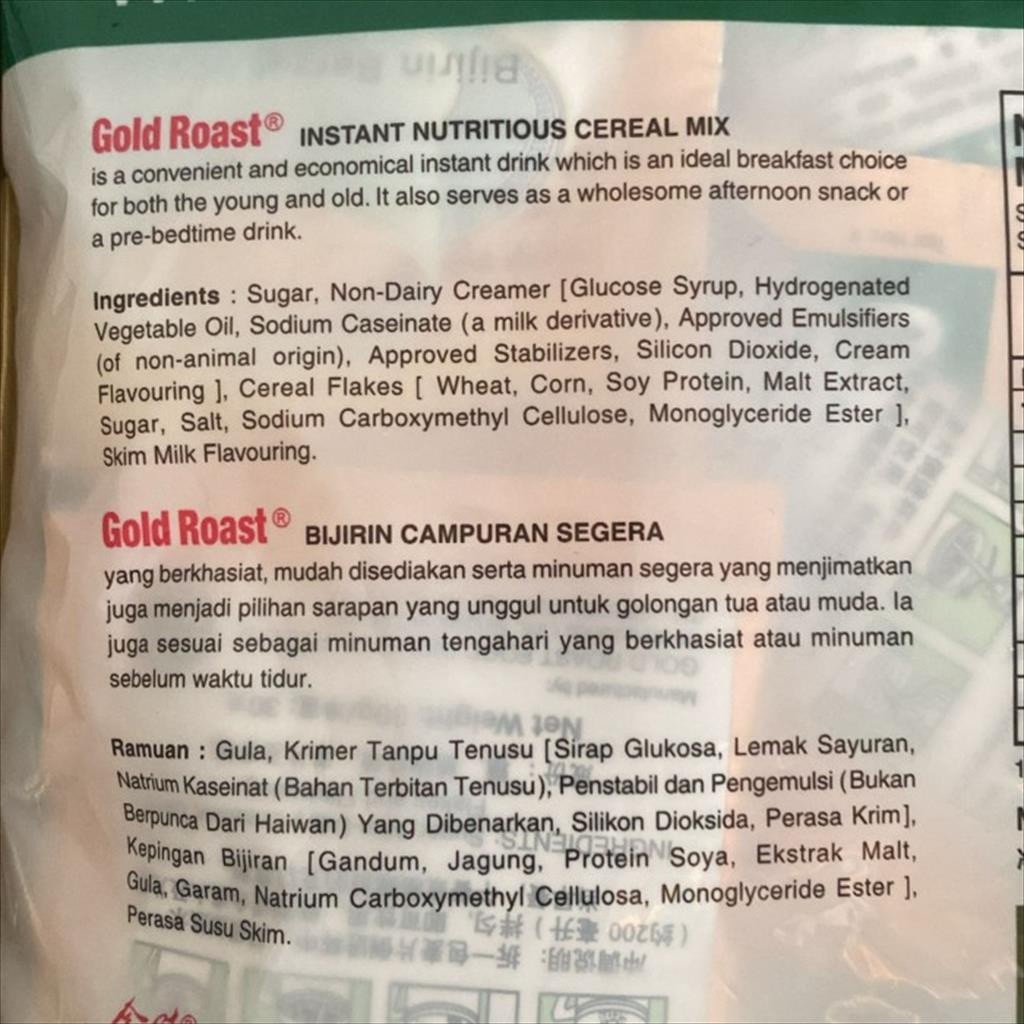 Gold Roast® INSTANT NUTRITIOUS CEREAL MIX
is a convenient and economical instant drink which is an ideal breakfast choice
for both the young and old. It also serves as a wholesome afternoon snack or
a pre-bedtime drink.
Ingredients : Sugar, Non-Dairy Creamer [Glucose Syrup, Hydrogenated
Vegetable Oil, Sodium Caseinate (a milk derivative), Approved Emulsifiers
(of non-animal origin), Approved Stabilizers, Silicon Dioxide, Cream
Flavouring ], Cereal Flakes [ Wheat, Corn, Soy Protein, Malt Extract,
Sugar, Salt, Sodium Carboxymethyl Cellulose, Monoglyceride Ester ],
Skim Milk Flavouring.
Gold Roast® BIJIRIN CAMPURAN SEGERA
yang berkhasiat, mudah disediakan serta minuman segera yang menjimatkan
juga menjadi pilihan sarapan yang unggul untuk golongan tua atau muda. Ia
juga sesuai sebagai minuman tengahari yang berkhasiat atau minuman
sebelum waktu tidur.
Ramuan : Gula, Krimer Tanpu Tenusu [Sirap Glukosa, Lemak Sayuran,
Natrium Kaseinat (Bahan Terbitan Tenusu), Penstabil dan Pengemulsi (Bukan
Berpunca Dari Haiwan) Yang Dibenarkan, Silikon Dioksida, Perasa Krim],
Kepingan Bijiran [Gandum, Jagung, Protein Soya, Ekstrak Malt,
Gula, Garam, Natrium Carboxymethyl Cellulosa, Monoglyceride Ester ],
Perasa Susu Skim.